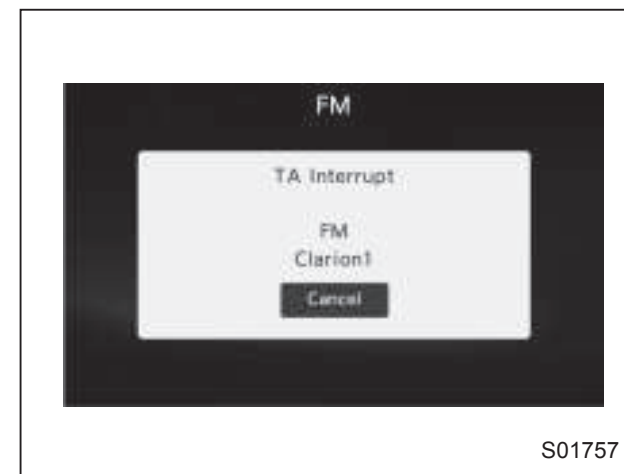 FM
TA Interrupt
FM
Clarion1
Cancel
S01757